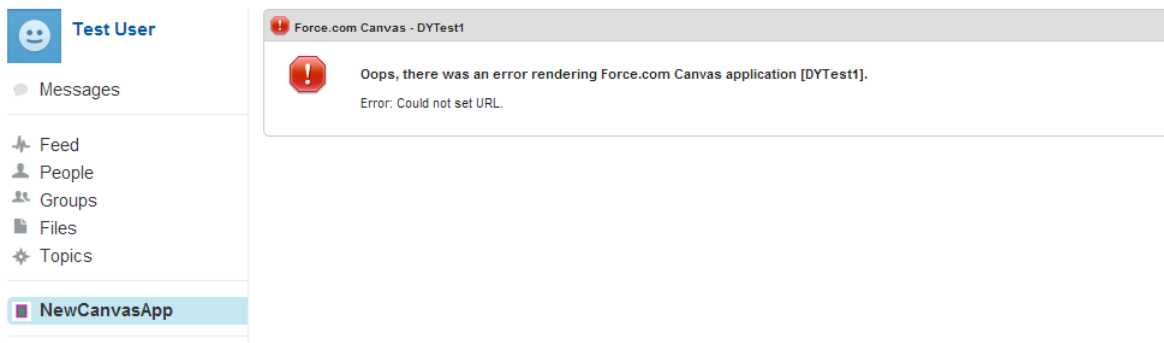 Test User
Messages
Feed
People
Groups
Files
Topics
NewCanvasApp
Force.com Canvas - DYTest1
Oops, there was an error rendering Force.com Canvas application [DYTest1].
Error: Could not set URL.